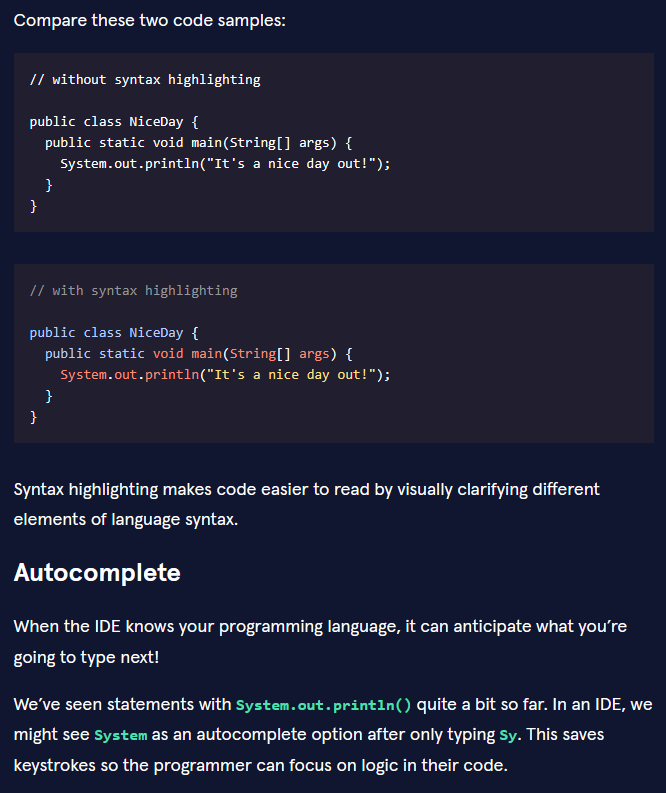 Compare these two code samples:
// without syntax highlighting
public class NiceDay {
  public static void main(String[] args) {
    System.out.println("It's a nice day out!");
  }
}
// with syntax highlighting
public class NiceDay {
  public static void main(String[] args) {
    System.out.println("It's a nice day out!");
  }
}
Syntax highlighting makes code easier to read by visually clarifying different
elements of language syntax.
Autocomplete
When the IDE knows your programming language, it can anticipate what you’re
going to type next!
We’ve seen statements with System.out.println() quite a bit so far. In an IDE, we
might see System as an autocomplete option after only typing Sy. This saves
keystrokes so the programmer can focus on logic in their code.